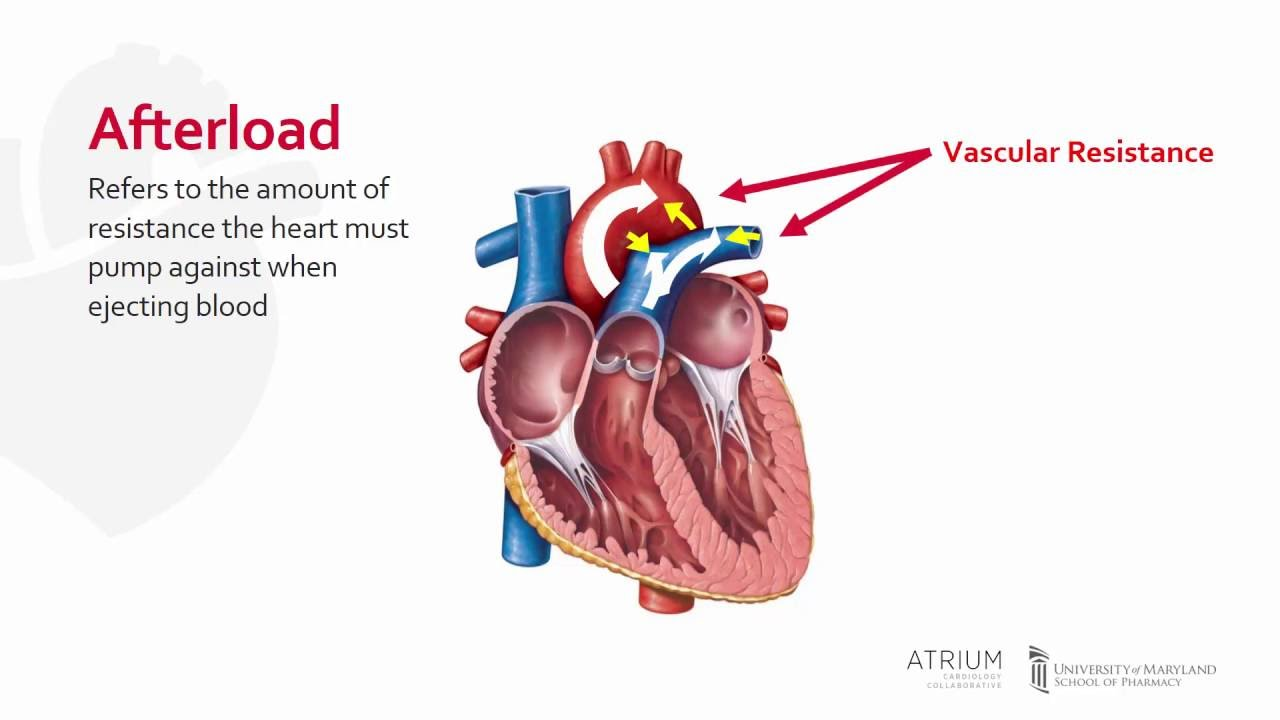 Afterload
Refers to the amount of
resistance the heart must
pump against when
ejecting blood
Vascular Resistance
ATRIUM
CARDIOLOGY
COLLABORATIVE
UNIVERSITY of MARYLAND
SCHOOL OF PHARMACY